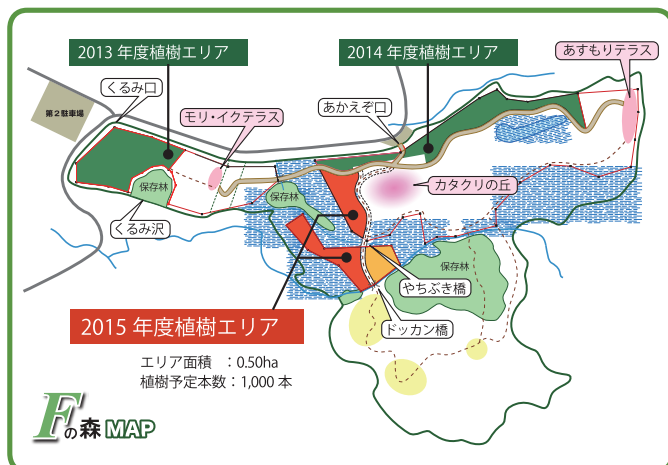 2013 年度植樹エリア
2014 年度植樹エリア
あすもりテラス
くるみ口
第2駐車場
モリ・イクテラス
あかえぞ口
カタクリの丘
保存林
くるみ沢
保存林
保存林
やちぶき橋
ドッカン橋
2015 年度植樹エリア
エリア面積 ：0.50ha
植樹予定本数：1,000 本
Fの森 MAP